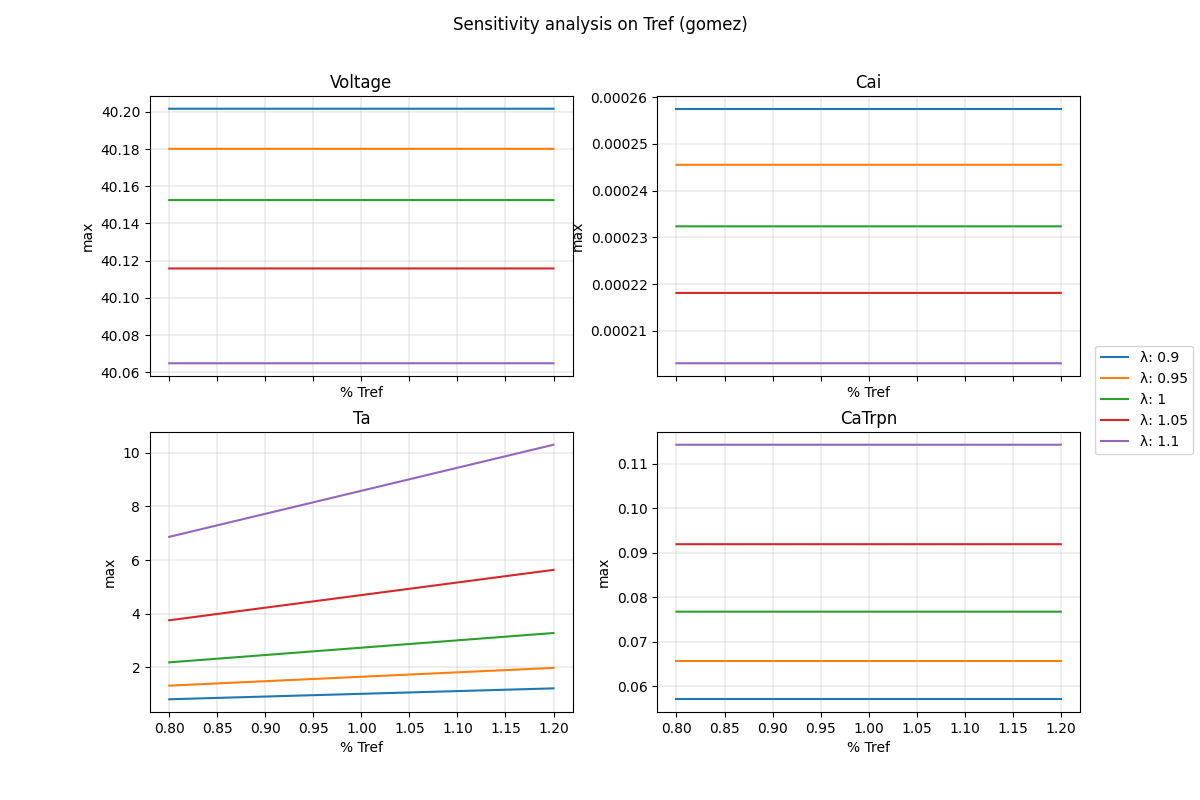 Sensitivity analysis on Tref (gomez)
Voltage
40.20
40.18
40.16
40.14
40.12
40.10
40.08
40.06
max
% Tref
Cai
0.00026
0.00025
0.00024
0.00023
0.00022
0.00021
max
% Tref
λ: 0.9
λ: 0.95
λ: 1
λ: 1.05
λ: 1.1
Ta
10
8
6
4
2
max
0.80 0.85 0.90 0.95 1.00 1.05 1.10 1.15 1.20
% Tref
CaTrpn
0.11
0.10
0.09
0.08
0.07
0.06
max
0.80 0.85 0.90 0.95 1.00 1.05 1.10 1.15 1.20
% Tref